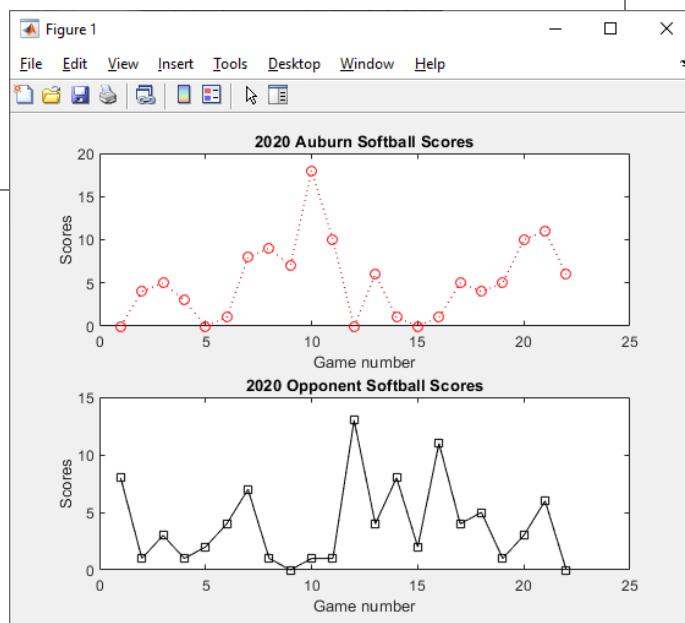 Figure 1
File Edit View Insert Tools Desktop Window Help
2020 Auburn Softball Scores
20
15
10
5
0
Scores
0 5 10 15 20 25
Game number
2020 Opponent Softball Scores
15
10
5
0
Scores
0 5 10 15 20 25
Game number